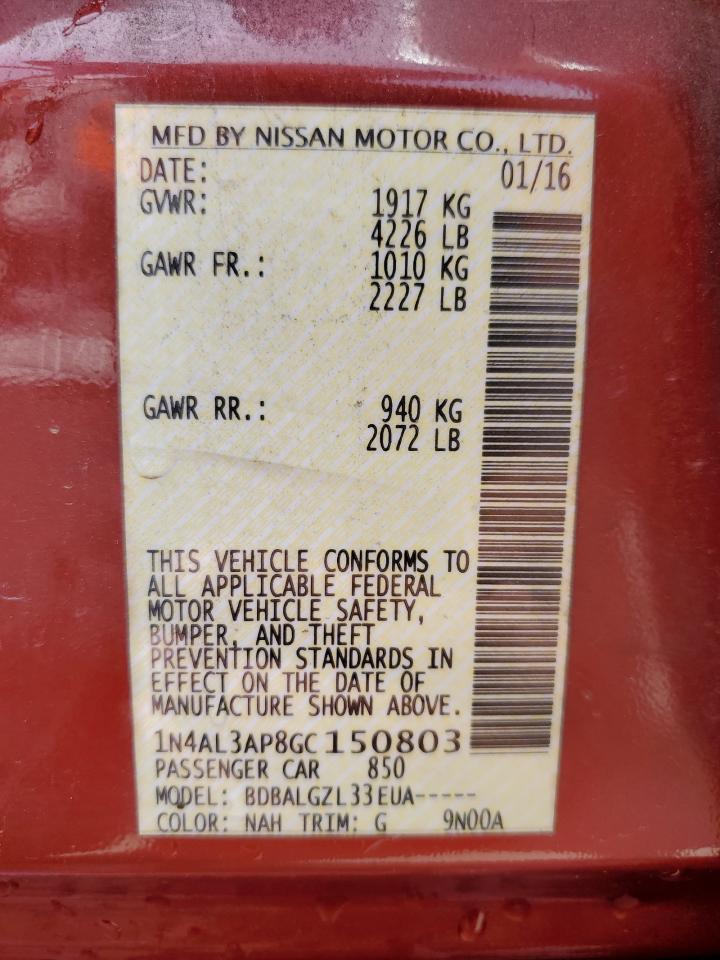 MFD BY NISSAN MOTOR CO., LTD.
DATE: 01/16
GVWR: 1917 KG
4226 LB
GAWR FR.: 1010 KG
2227 LB
GAWR RR.: 940 KG
2072 LB
THIS VEHICLE CONFORMS TO
ALL APPLICABLE FEDERAL
MOTOR VEHICLE SAFETY,
BUMPER, AND THEFT
PREVENTION STANDARDS IN
EFFECT ON THE DATE OF
MANUFACTURE SHOWN ABOVE.
1N4AL3AP8GC150803
PASSENGER CAR 850
MODEL: BDBALGZL33EUA-----
COLOR: NAH TRIM: G 9N00A